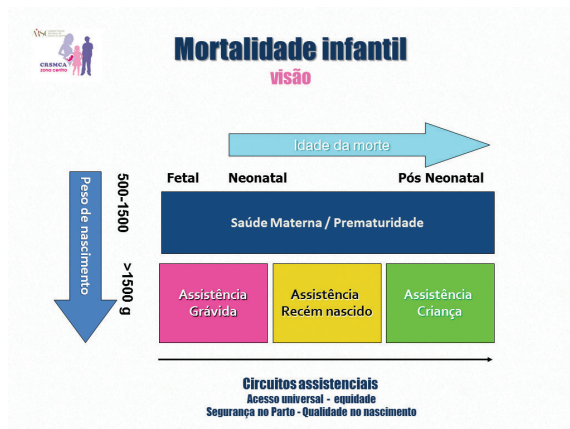 CRSMCA
zona centro
Mortalidade infantil
visão
Idade da morte
Fetal
Neonatal
Pós Neonatal
Peso de nascimento
500-1500
>1500 g
Saúde Materna / Prematuridade
Assistência
Grávida
Assistência
Recém nascido
Assistência
Criança
Circuitos assistenciais
Acesso universal - equidade
Segurança no Parto - Qualidade no nascimento